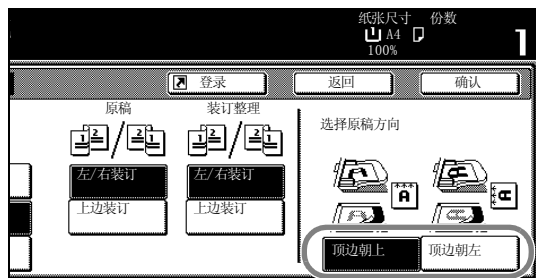 纸张尺寸 份数
A4
100%
1
登录 返回 确认
原稿 装订整理
选择原稿方向
左/右装订 左/右装订
上边装订 上边装订
顶边朝上 顶边朝左